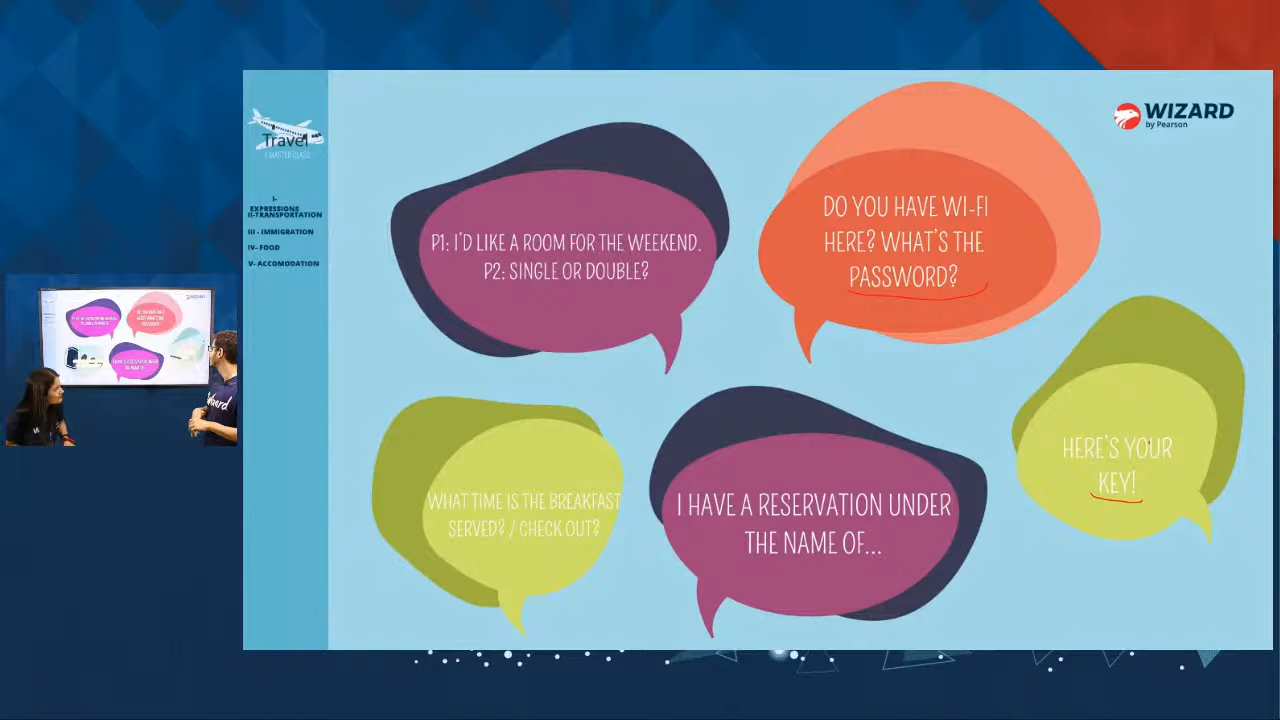 WIZARD
by Pearson
Travel
MASTER CLASS
I-
EXPRESSIONS
II-TRANSPORTATION
III - IMMIGRATION
IV- FOOD
V- ACCOMODATION
P1: I'D LIKE A ROOM FOR THE WEEKEND.
P2: SINGLE OR DOUBLE?
DO YOU HAVE WI-FI
HERE? WHAT'S THE
PASSWORD?
WHAT TIME IS THE BREAKFAST
SERVED? / CHECK OUT?
I HAVE A RESERVATION UNDER
THE NAME OF...
HERE'S YOUR
KEY!